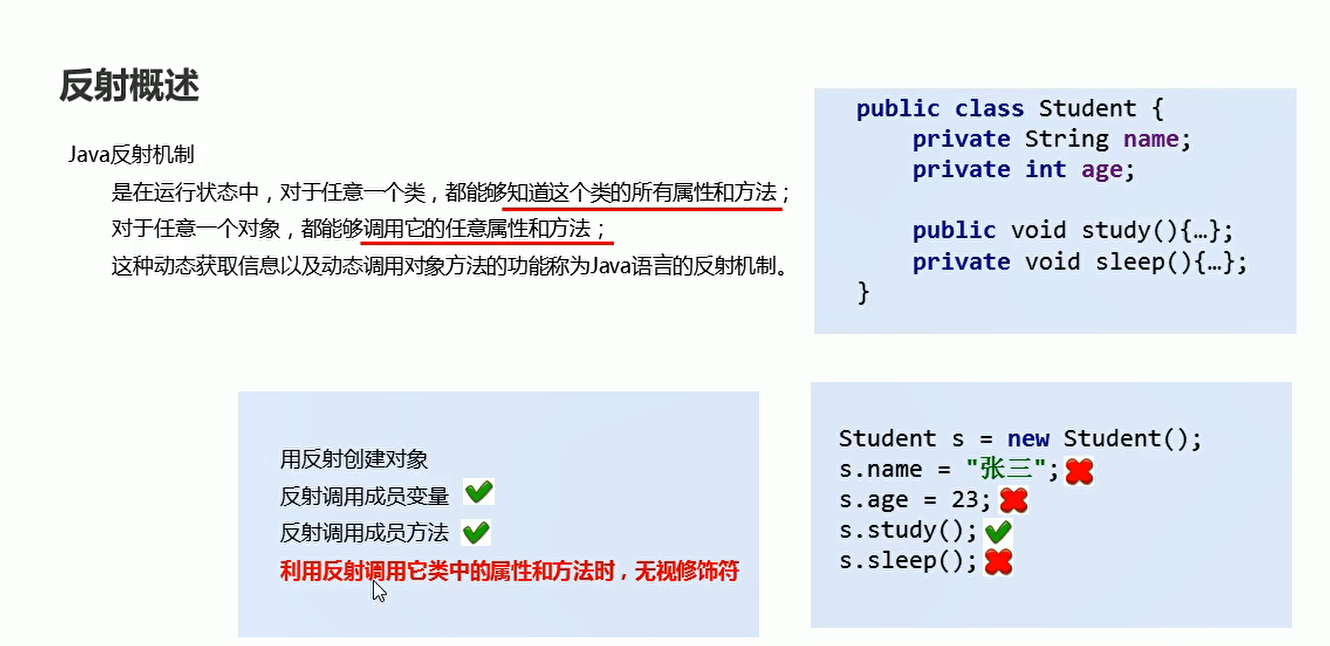 反射概述
Java反射机制
是在运行状态中，对于任意一个类，都能够知道这个类的所有属性和方法；
对于任意一个对象，都能够调用它的任意属性和方法；
这种动态获取信息以及动态调用对象方法的功能称为Java语言的反射机制。
public class Student {
private String name;
private int age;
public void study(){…};
private void sleep(){…};
}
用反射创建对象
反射调用成员变量
反射调用成员方法
利用反射调用它类中的属性和方法时，无视修饰符
Student s = new Student();
s.name = "张三";
s.age = 23;
s.study();
s.sleep();